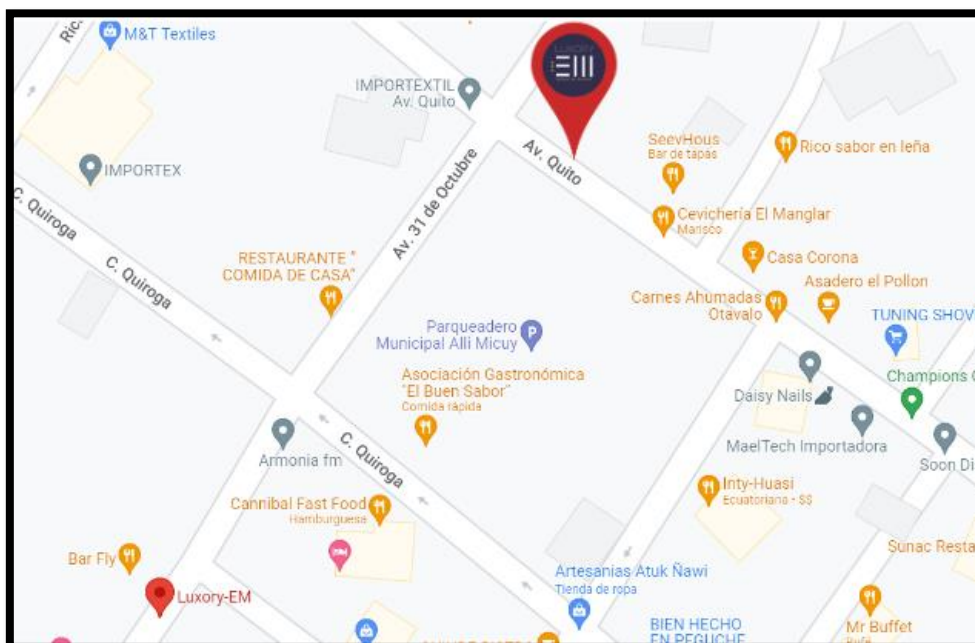 Ric.
M&T Textiles
LUXORY
EM
IMPORTEXTIL
Av. Quito
SeevHous
Bar de tapas
Rico sabor en leña
Av. Quito
IMPORTEX
C. Quiroga
Av. 31 de Octubre
Cevichería El Manglar
Marisco
C. Quiroga
RESTAURANTE "
COMIDA DE CASA"
Casa Corona
Asadero el Pollon
Carnes Ahumadas
Otavalo
TUNING SHOW
Parqueadero
Municipal Alli Micuy
P
Asociación Gastronómica
"El Buen Sabor"
Comida rápida
Champions
Daisy Nails
C. Quiroga
Armonia fm
MaelTech Importadora
Soon Di
Cannibal Fast Food
Hamburguesa
Inty-Huasi
Ecuatoriana - $$
Bar Fly
Sunac Resta
Artesanias Atuk Ñawi
Tienda de ropa
Luxory-EM
BIEN HECHO
EN PEGUCHE
Mr Buffet